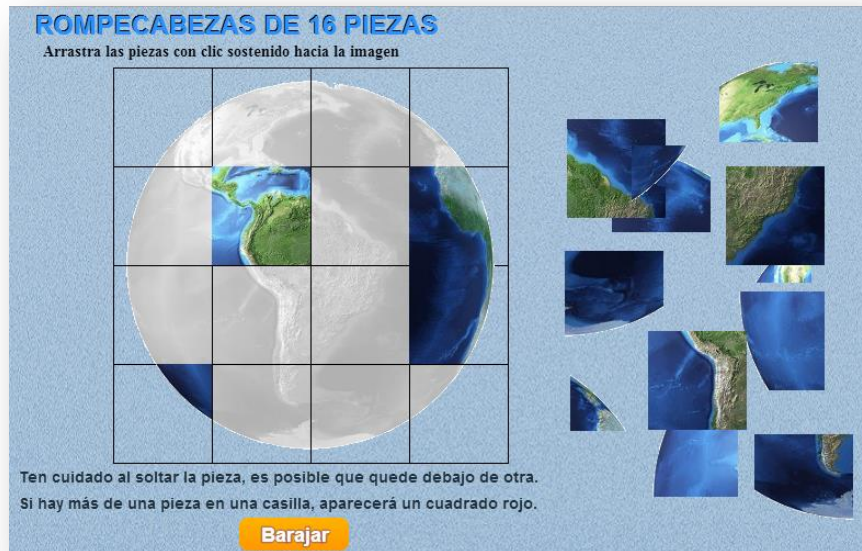 ROMPECABEZAS DE 16 PIEZAS
Arrastra las piezas con clic sostenido hacia la imagen
Ten cuidado al soltar la pieza, es posible que quede debajo de otra.
Si hay más de una pieza en una casilla, aparecerá un cuadrado rojo.
Barajar